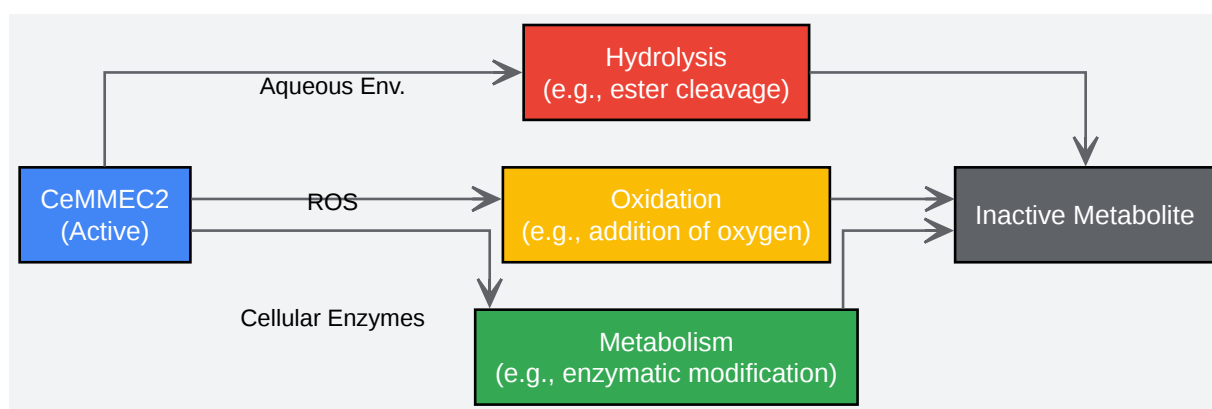 Hydrolysis
(e.g., ester cleavage)
Aqueous Env.
CeMMEC2
(Active)
ROS
Oxidation
(e.g., addition of oxygen)
Inactive Metabolite
Cellular Enzymes
Metabolism
(e.g., enzymatic modification)